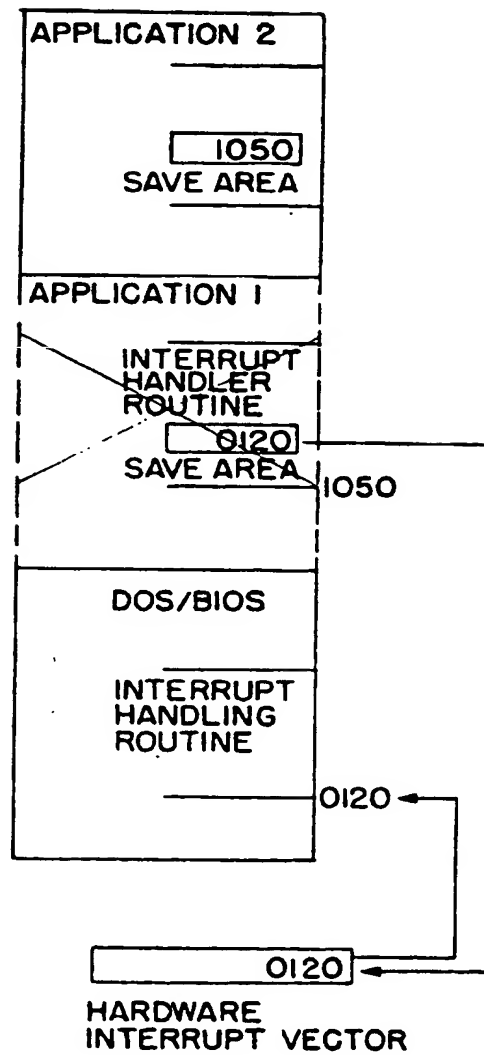 APPLICATION 2
1050
SAVE AREA
APPLICATION 1
INTERRUPT
HANDLER
ROUTINE
0120
SAVE AREA
1050
DOS/BIOS
INTERRUPT
HANDLING
ROUTINE
0120
0120
HARDWARE
INTERRUPT VECTOR